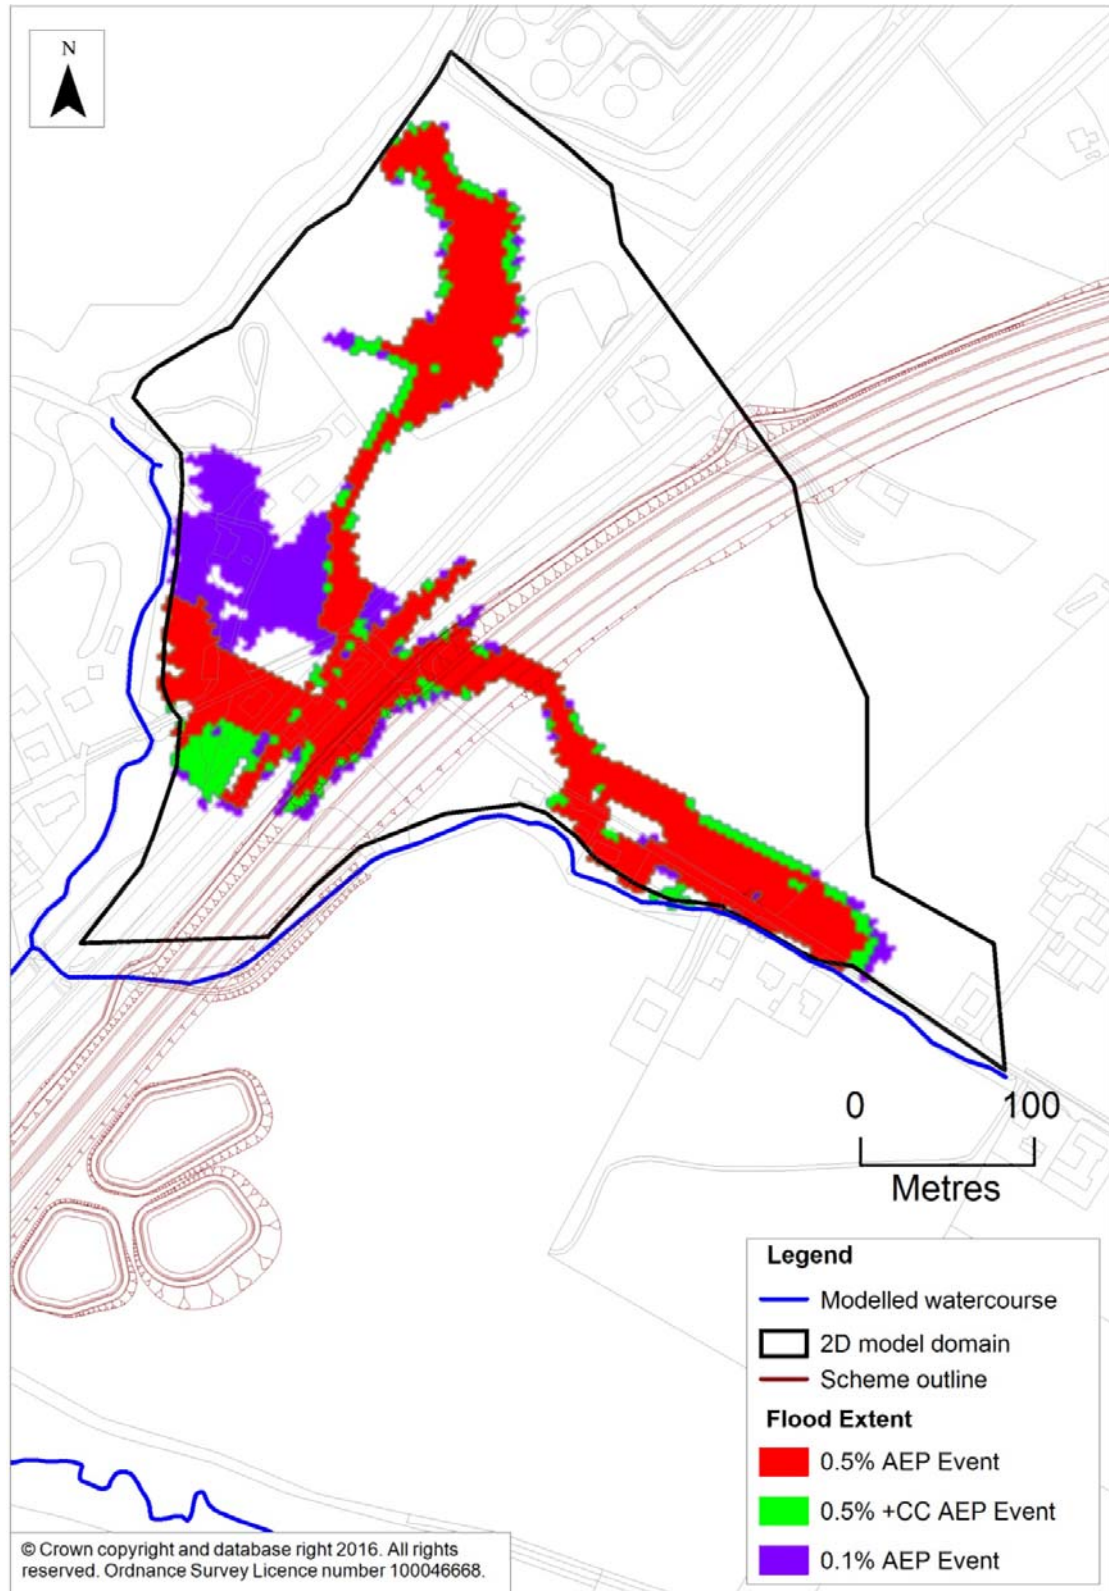 N
0 100
Metres
Legend
Modelled watercourse
2D model domain
Scheme outline
Flood Extent
0.5% AEP Event
0.5% +CC AEP Event
0.1% AEP Event
© Crown copyright and database right 2016. All rights
reserved. Ordnance Survey Licence number 100046668.